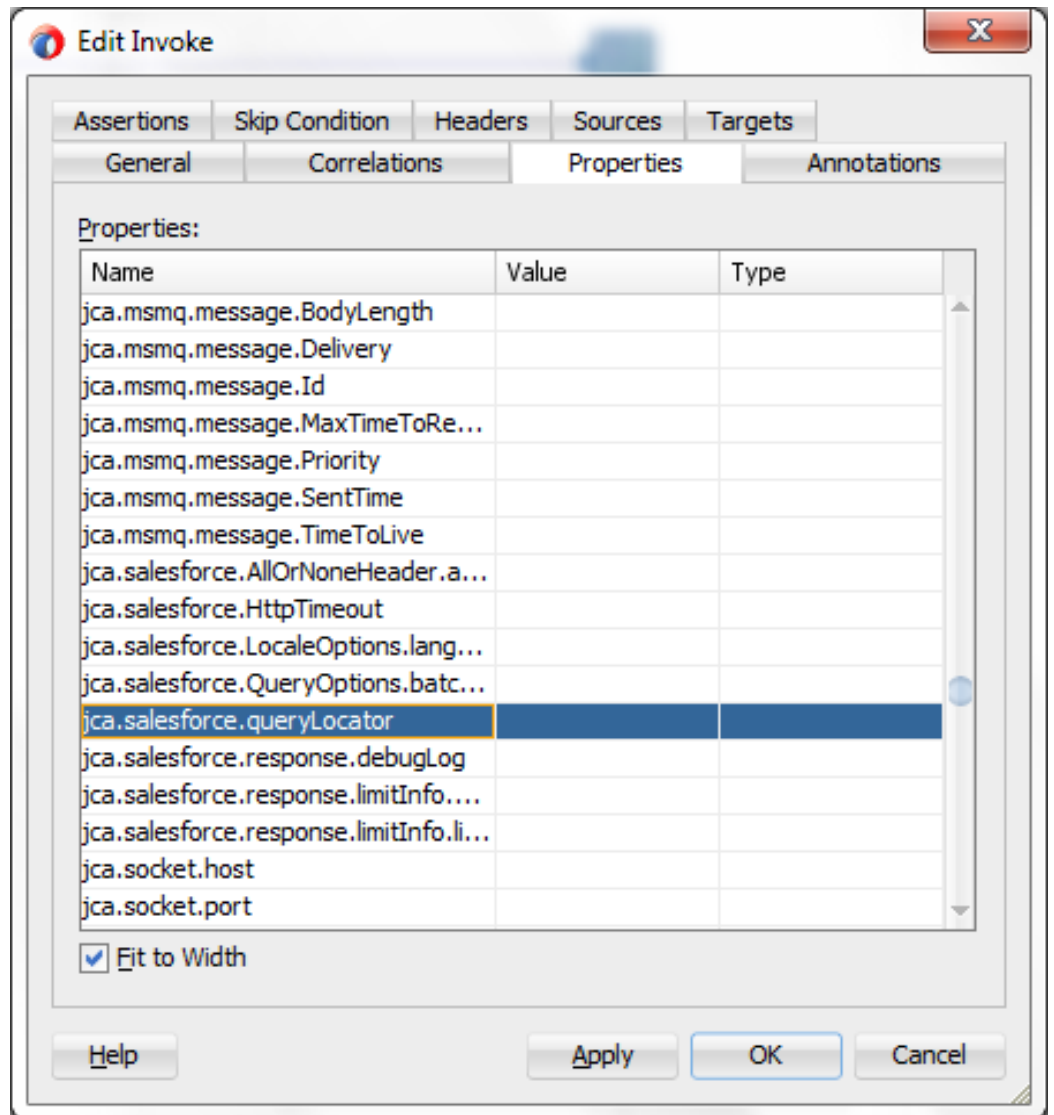 Edit Invoke
Assertions Skip Condition Headers Sources Targets
General Correlations Properties Annotations
Properties:
Name Value Type
jca.msmq.message.BodyLength
jca.msmq.message.Delivery
jca.msmq.message.Id
jca.msmq.message.MaxTimeToRe...
jca.msmq.message.Priority
jca.msmq.message.SentTime
jca.msmq.message.TimeToLive
jca.salesforce.AllOrNoneHeader.a...
jca.salesforce.HttpTimeout
jca.salesforce.LocaleOptions.lang...
jca.salesforce.QueryOptions.batc...
jca.salesforce.queryLocator
jca.salesforce.response.debugLog
jca.salesforce.response.limitInfo....
jca.salesforce.response.limitInfo.li...
jca.socket.host
jca.socket.port
Fit to Width
Help Apply OK Cancel